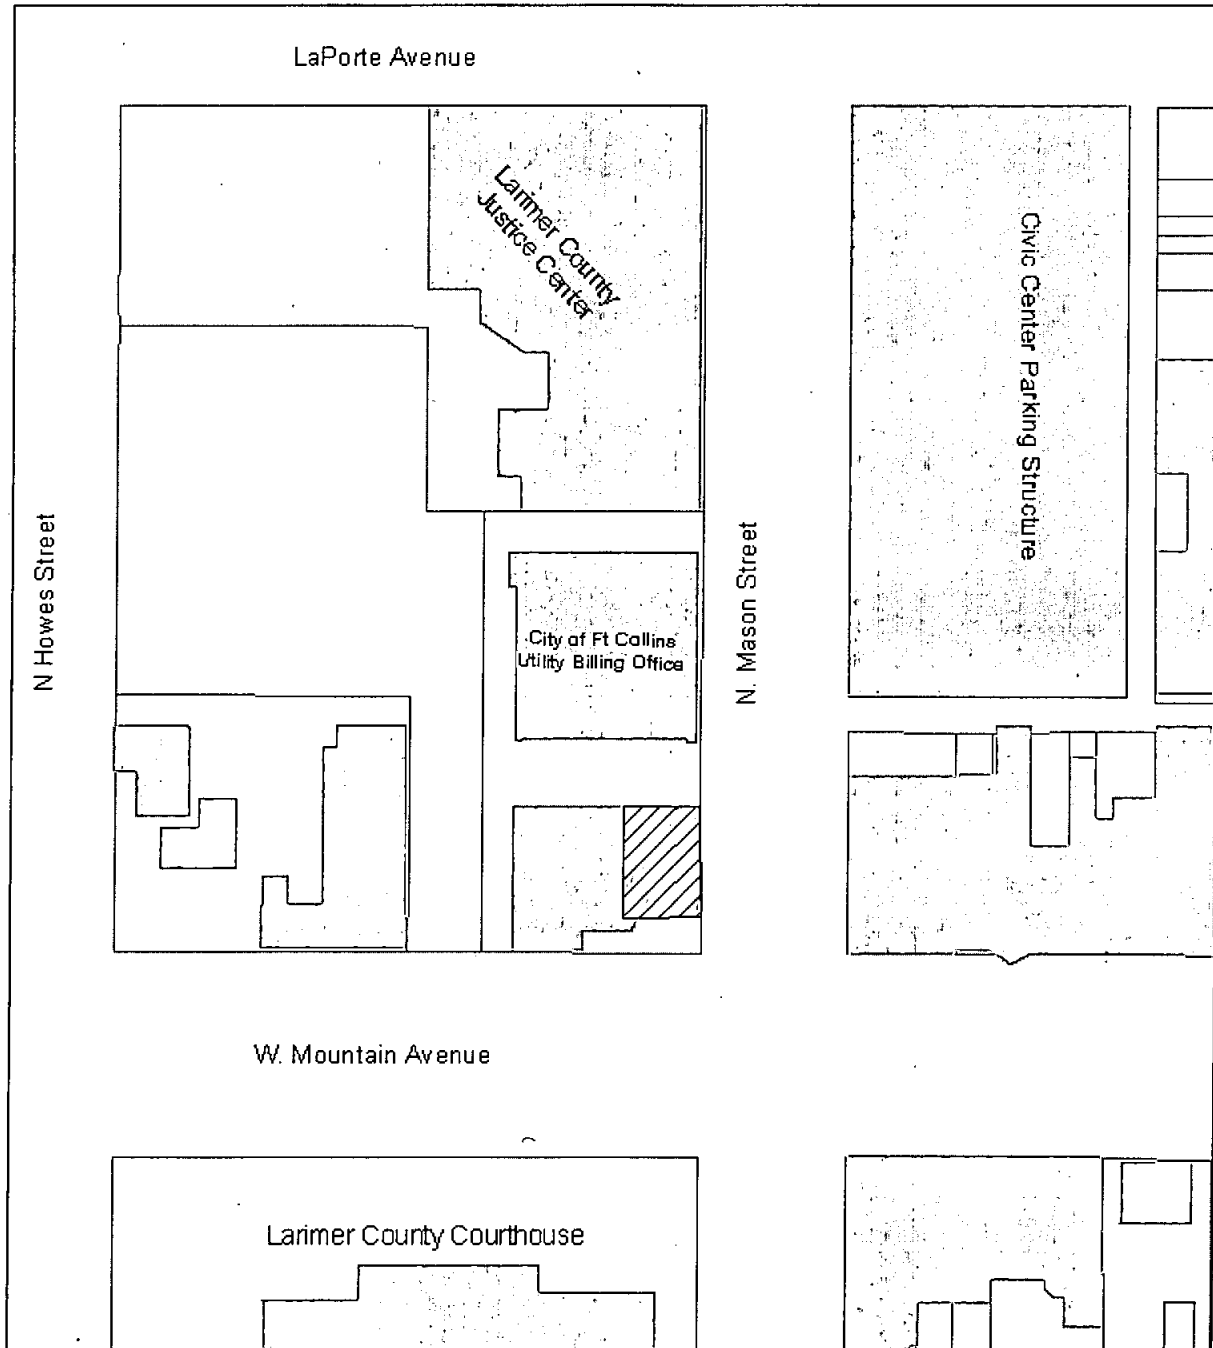 LaPorte Avenue
Larimer County
Justice Center
Civic Center Parking Structure
N Howes Street
N. Mason Street
City of Ft Collins
Utility Billing Office
W. Mountain Avenue
Larimer County Courthouse